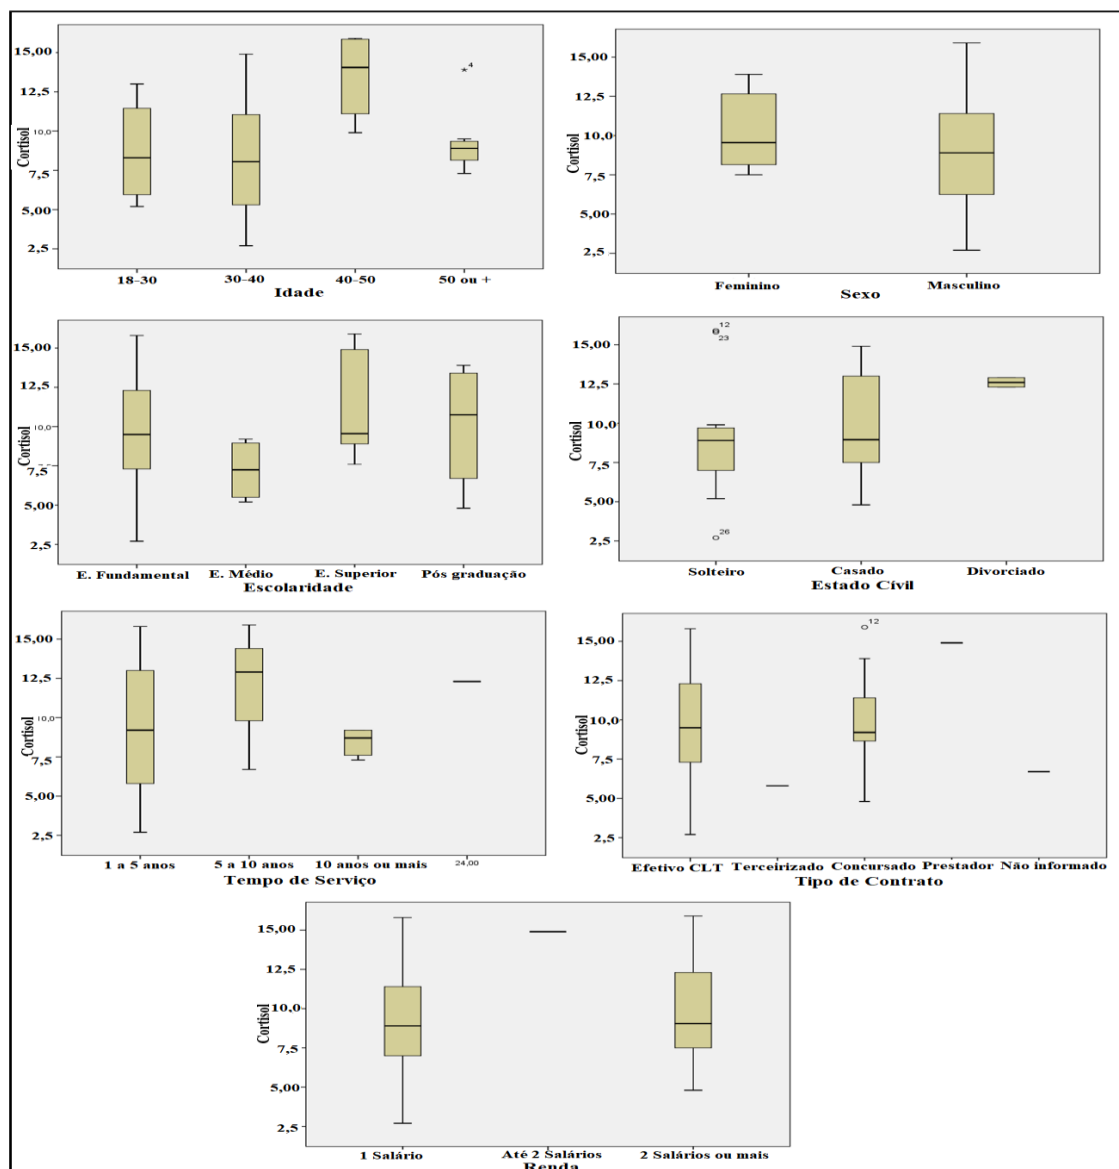 15,00
12,5
10,0
7,5
5,00
2,5
Cortisol
* 4
18-30 30-40 40-50 50 ou +
Idade
15,00
12,5
10,0
7,5
5,00
2,5
Cortisol
Feminino Masculino
Sexo
15,00
12,5
10,0
7,5
5,00
2,5
Cortisol
E. Fundamental E. Médio E. Superior Pós graduação
Escolaridade
15,00
12,5
10,0
7,5
5,00
2,5
Cortisol
12
23
26
Solteiro Casado Divorciado
Estado Cívil
15,00
12,5
10,0
7,5
5,00
2,5
Cortisol
1 a 5 anos 5 a 10 anos 10 anos ou mais 24,00
Tempo de Serviço
15,00
12,5
10,0
7,5
5,00
2,5
Cortisol
12
Efetivo CLT Terceirizado Concursado Prestador Não informado
Tipo de Contrato
15,00
12,5
10,0
7,5
5,00
2,5
Cortisol
1 Salário Até 2 Salários 2 Salários ou mais
Renda